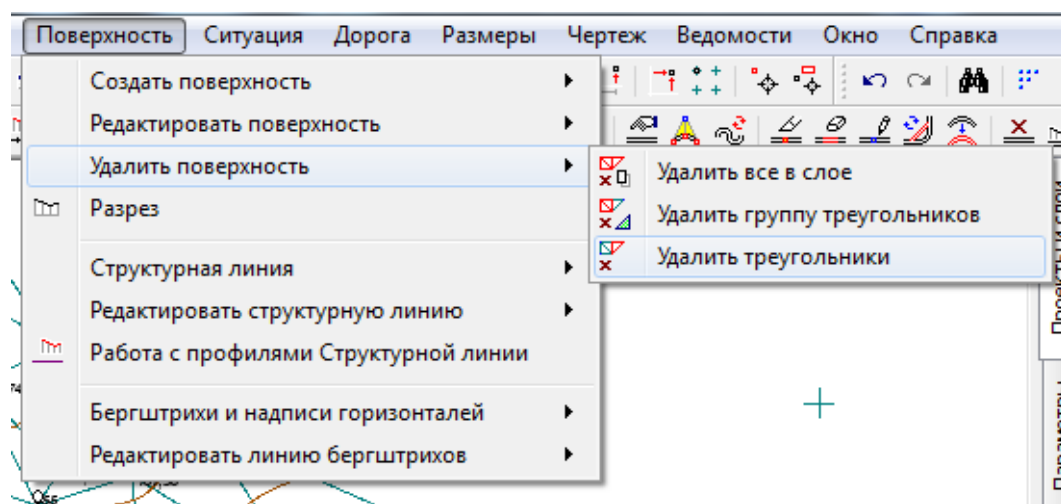 Поверхность Ситуация Дорога Размеры Чертеж Ведомости Окно Справка
Создать поверхность
Редактировать поверхность
Удалить поверхность
Удалить все в слое
Удалить группу треугольников
Удалить треугольники
Разрез
Структурная линия
Редактировать структурную линию
Работа с профилями Структурной линии
Бергштрихи и надписи горизонталей
Редактировать линию бергштрихов